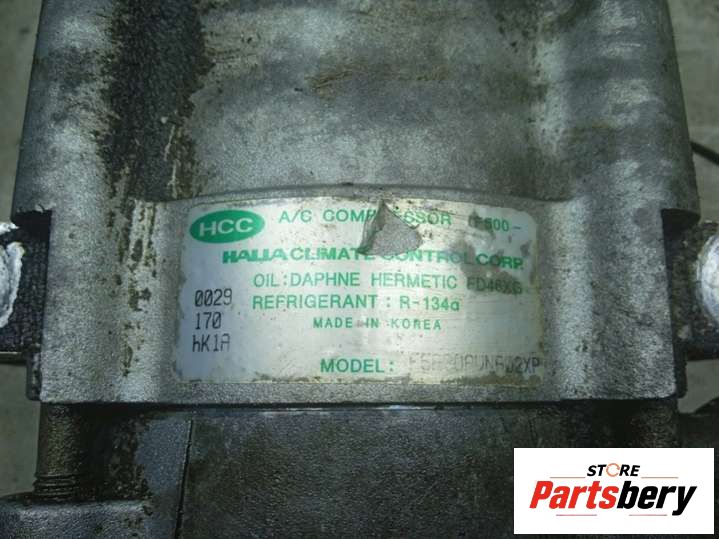 HCC A/C COMPRESSOR (F500-
HALLA CLIMATE CONTROL CORP.
OIL: DAPHNE HERMETIC FD46XG
0029 REFRIGERANT : R-134a
170 MADE IN KOREA
hK1A
MODEL:
STORE
Partsbery